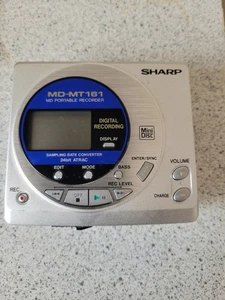 SHARP
MD-MT161
MD PORTABLE RECORDER
DIGITAL
RECORDING
DISPLAY
Mini
Disc
SAMPLING RATE CONVERTER
24bit ATRAC
EDIT
MODE
BASS
ENTER/SYNC
VOLUME
REC LEVEL
REC
OFF
CHARGE